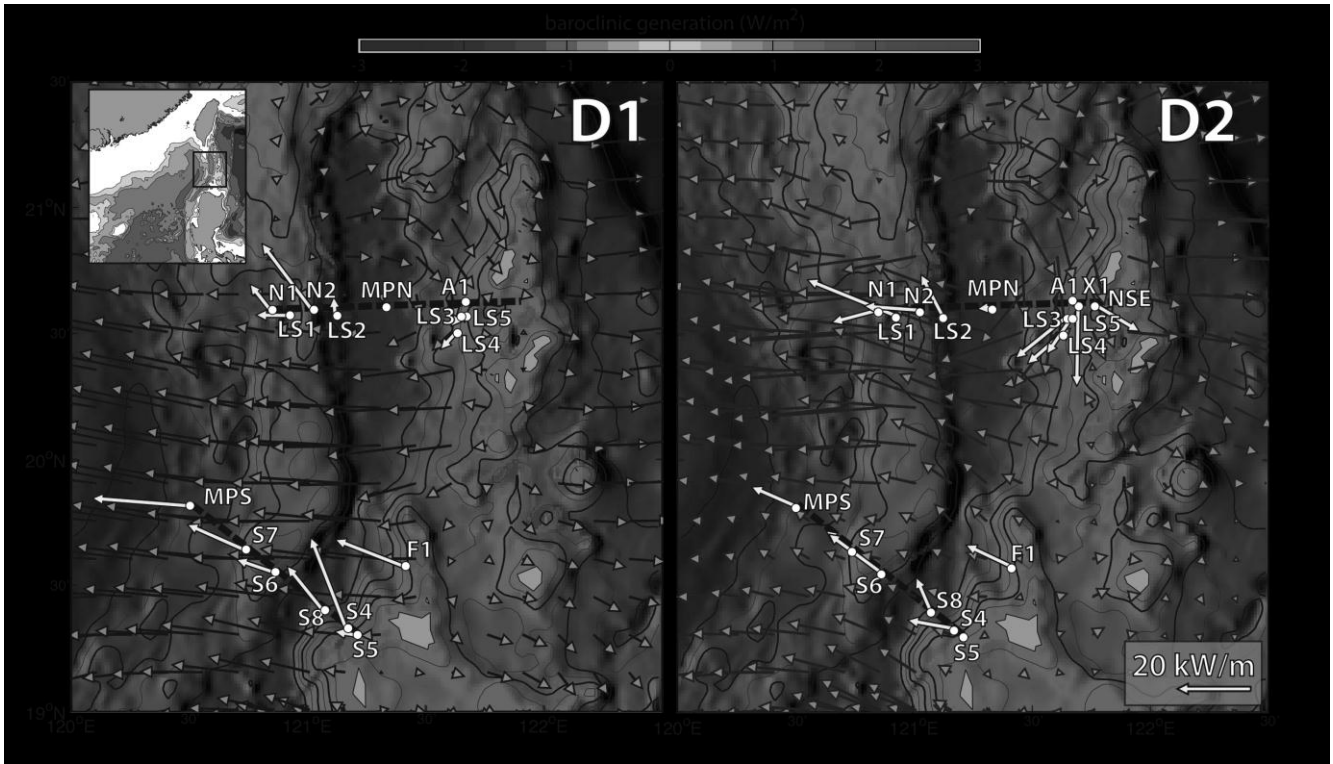 baroclinic generation (W/m²)
-3 -2 -1 0 1 2 3
D1 D2
30'
21°N
30'
20°N
30'
19°N
N1 N2 MPN A1
LS1 LS2 LS3 LS5
LS4
MPS
S7
S6
S8 S4
S5
F1
N1 N2 MPN A1 X1
NSE
LS1 LS2 LS3 LS5
LS4
MPS
S7
S6
S8
S4
S5
F1
20 kW/m
120°E 30' 121°E 30' 122°E
120°E 30' 121°E 30' 122°E 30'